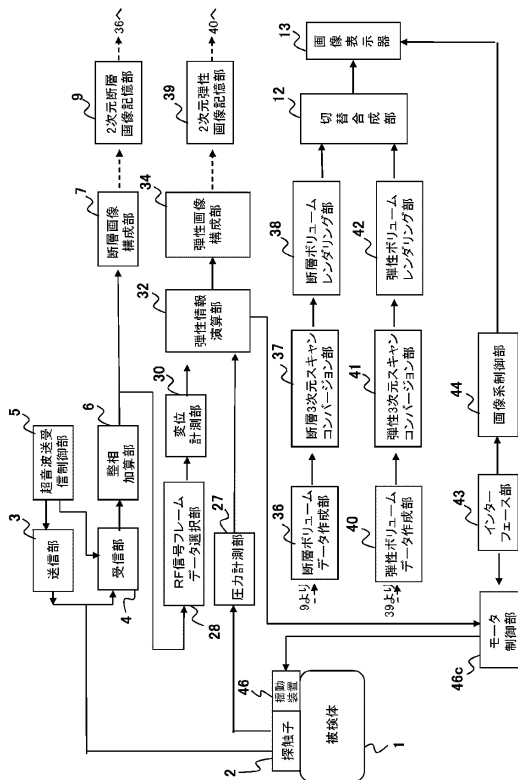 5
超音波送受
信制御部
3
送信部
受信部
4
6
整相
加算部
7
断層画像
構成部
9
2次元断層
画像記憶部
36へ
RF信号フレーム
データ選択部
28
30
変位
計測部
32
弾性情報
演算部
34
弾性画像
構成部
39
2次元弾性
画像記憶部
40へ
圧力計測部
27
2
探触子
46
揺動装置
被検体
1
9より
36
断層ボリューム
データ作成部
37
断層3次元スキャン
コンバージョン部
38
断層ボリューム
レンダリング部
12
切替
合成部
13
画像表示
器
39より
40
弾性ボリューム
データ作成部
41
弾性3次元スキャン
コンバージョン部
42
弾性ボリューム
レンダリング部
46c
モータ
制御部
43
インター
フェース部
44
画像系制御部